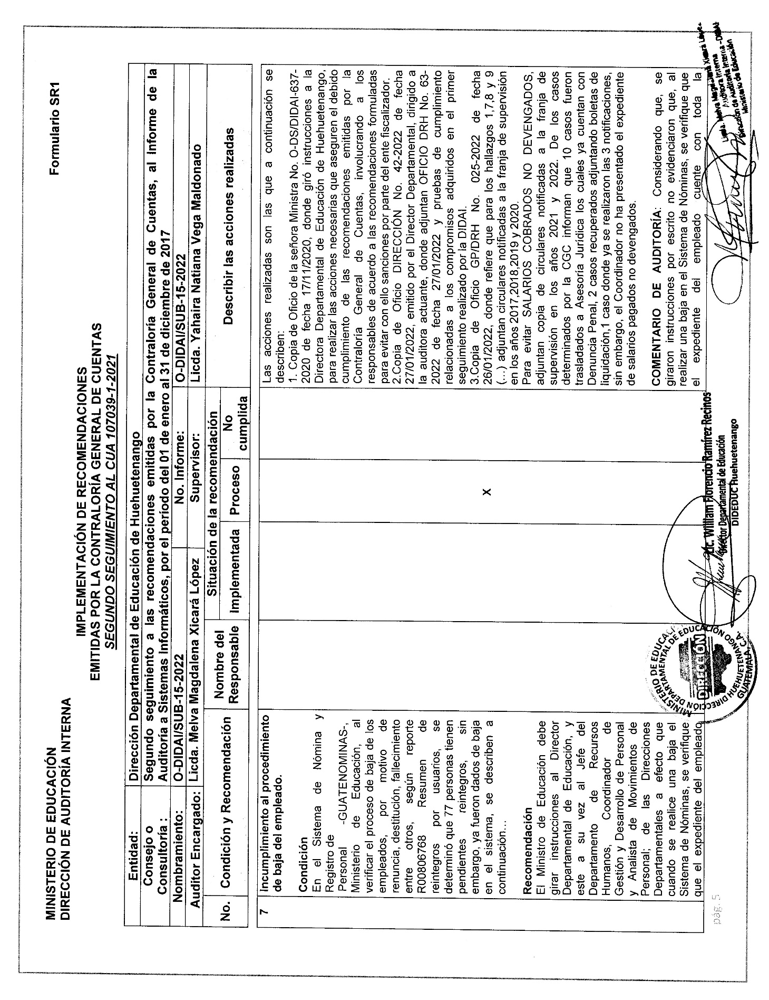 Formulario SR1
MINISTERIO DE EDUCACIÓN
DIRECCIÓN DE AUDITORÍA INTERNA
IMPLEMENTACIÓN DE RECOMENDACIONES
EMITIDAS POR LA CONTRALORÍA GENERAL DE CUENTAS
SEGUNDO SEGUIMIENTO AL CUA 107039-1-2021
Entidad: Dirección Departamental de Educación de Huehuetenango
Consejo o Consultoría : Segundo seguimiento a las recomendaciones emitidas por la Contraloría General de Cuentas, al Informe de la
Auditoría a Sistemas Informáticos, por el período del 01 de enero al 31 de diciembre de 2017
Nombramiento: O-DIDAI/SUB-15-2022 No. Informe: O-DIDAI/SUB-15-2022
Auditor Encargado: Licda. Melva Magdalena Xicará López Supervisor: Licda. Yahaira Natiana Vega Maldonado
No. Condición y Recomendación
Nombre del
Responsable
Situación de la recomendación
Implementada Proceso No
cumplida
Describir las acciones realizadas
7
Incumplimiento al procedimiento
de baja del empleado.
Condición
En el Sistema de Nómina y
Registro de
Personal -GUATENOMINAS-,
Ministerio de Educación, al
verificar el proceso de baja de los
empleados, por motivo de
renuncia, destitución, fallecimiento
entre otros, según reporte
R00806768 Resumen de
reintegros por usuarios, se
determinó que 77 personas tienen
pendientes reintegros, sin
embargo, ya fueron dados de baja
en el sistema, se describen a
continuación…
Recomendación
El Ministro de Educación debe
girar instrucciones al Director
Departamental de Educación, y
este a su vez al Jefe del
Departamento de Recursos
Humanos, Coordinador de
Gestión y Desarrollo de Personal
y Analista de Movimientos de
Personal; de las Direcciones
Departamentales a efecto que
cuando se realice una baja el
Sistema de Nóminas, se verifique
que el expediente del empleado
X
Las acciones realizadas son las que a continuación se
describen:
1. Copia de Oficio de la señora Ministra No. O-DS/DIDAI-637-
2020 de fecha 17/11/2020, donde giró instrucciones a la
Directora Departamental de Educación de Huehuetenango,
para realizar las acciones necesarias que aseguren el debido
cumplimiento de las recomendaciones emitidas por la
Contraloría General de Cuentas, involucrando a los
responsables de acuerdo a las recomendaciones formuladas
para evitar con ello sanciones por parte del ente fiscalizador.
2.Copia de Oficio DIRECCIÓN No. 42-2022 de fecha
27/01/2022, emitido por el Director Departamental, dirigido a
la auditora actuante, donde adjuntan OFICIO DRH No. 63-
2022 de fecha 27/01/2022 y pruebas de cumplimiento
relacionadas a los compromisos adquiridos en el primer
seguimiento realizado por la DIDAI.
3.Copia de Oficio GP/DRH No. 025-2022 de fecha
26/01/2022, donde refiere que para los hallazgos 1,7,8 y 9
(...) adjuntan circulares notificadas a la franja de supervisión
en los años 2017,2018,2019 y 2020.
Para evitar SALARIOS COBRADOS NO DEVENGADOS,
adjuntan copia de circulares notificadas a la franja de
supervisión en los años 2021 y 2022. De los casos
determinados por la CGC informan que 10 casos fueron
trasladados a Asesoría Jurídica los cuales ya cuentan con
Denuncia Penal, 2 casos recuperados adjuntando boletas de
liquidación,1 caso donde ya se realizaron las 3 notificaciones,
sin embargo, el Coordinador no ha presentado el expediente
de salarios pagados no devengados.
COMENTARIO DE AUDITORÍA: Considerando que, se
giraron instrucciones por escrito no evidenciaron que, al
realizar una baja en el Sistema de Nóminas, se verifique que
el expediente del empleado cuente con toda la
pág. 5
MINISTERIO DE EDUCACIÓN
DIRECCIÓN DEPARTAMENTAL DE EDUCACIÓN
DIRECCIÓN
HUEHUETENANGO
GUATEMALA, C.A.
Lic. William Florencio Ramírez Recinos
Director Departamental de Educación
DIDEDUC Huehuetenango
Licda. Melva Magdalena Xicará López
Auditora Interna
Dirección de Auditoría Interna -DIDAI-
Ministerio de Educación